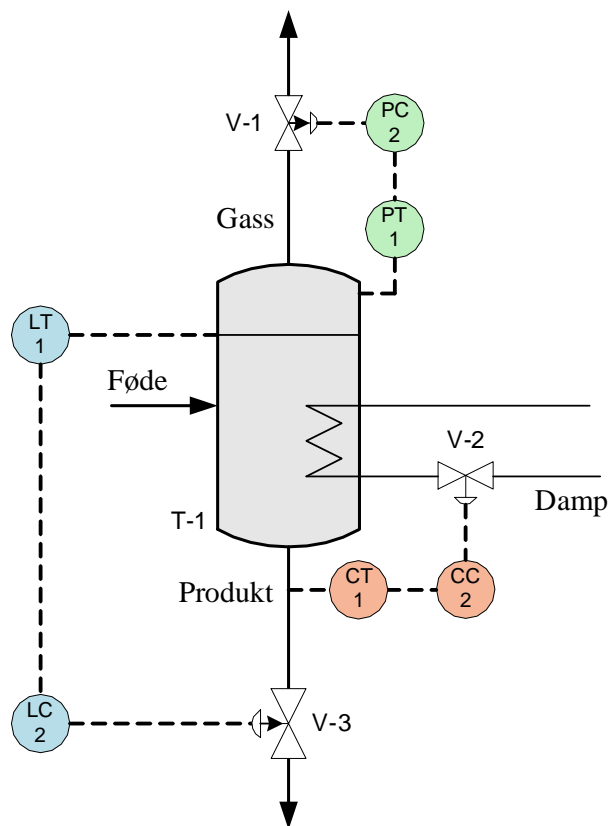 V-1
PC
2
PT
1
Gass
LT
1
Føde
V-2
Damp
T-1
Produkt
CT
1
CC
2
LC
2
V-3